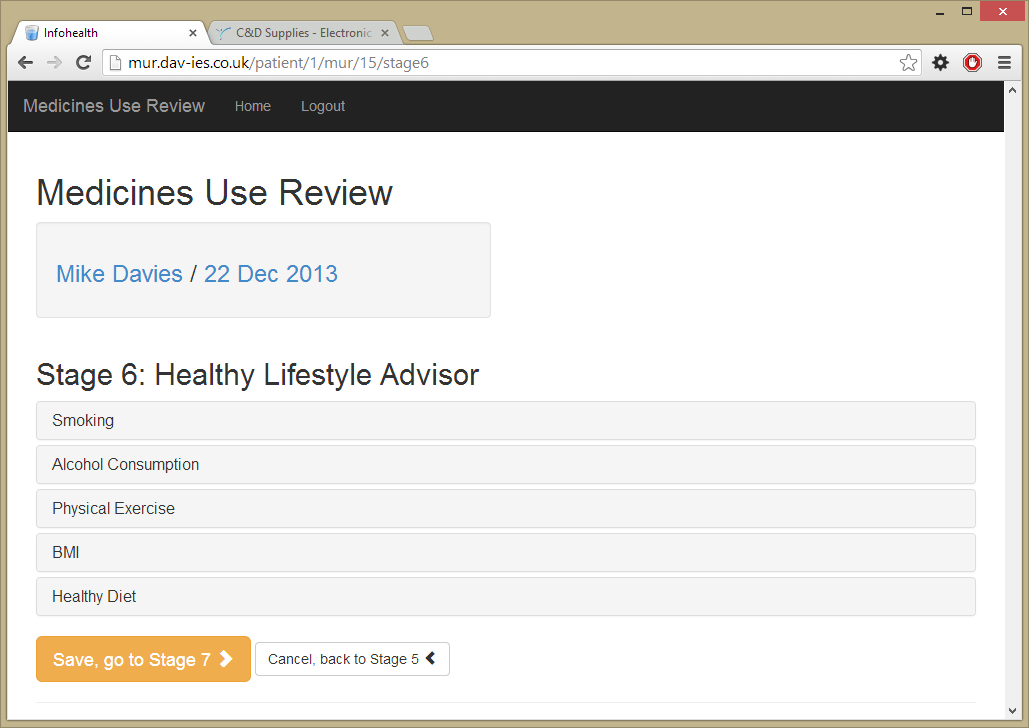 Infohealth
C&D Supplies - Electronic
mur.dav-ies.co.uk/patient/1/mur/15/stage6
Medicines Use Review Home Logout
Medicines Use Review
Mike Davies / 22 Dec 2013
Stage 6: Healthy Lifestyle Advisor
Smoking
Alcohol Consumption
Physical Exercise
BMI
Healthy Diet
Save, go to Stage 7
Cancel, back to Stage 5